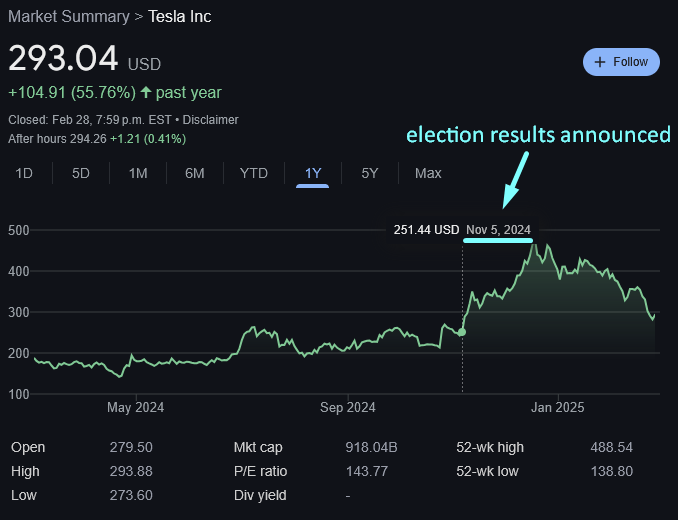 Market Summary > Tesla Inc
293.04 USD
+ Follow
+104.91 (55.76%) ↑ past year
Closed: Feb 28, 7:59 p.m. EST • Disclaimer
After hours 294.26 +1.21 (0.41%)
election results announced
1D 5D 1M 6M YTD 1Y 5Y Max
251.44 USD Nov 5, 2024
500
400
300
200
100
May 2024 Sep 2024 Jan 2025
Open 279.50 Mkt cap 918.04B 52-wk high 488.54
High 293.88 P/E ratio 143.77 52-wk low 138.80
Low 273.60 Div yield -